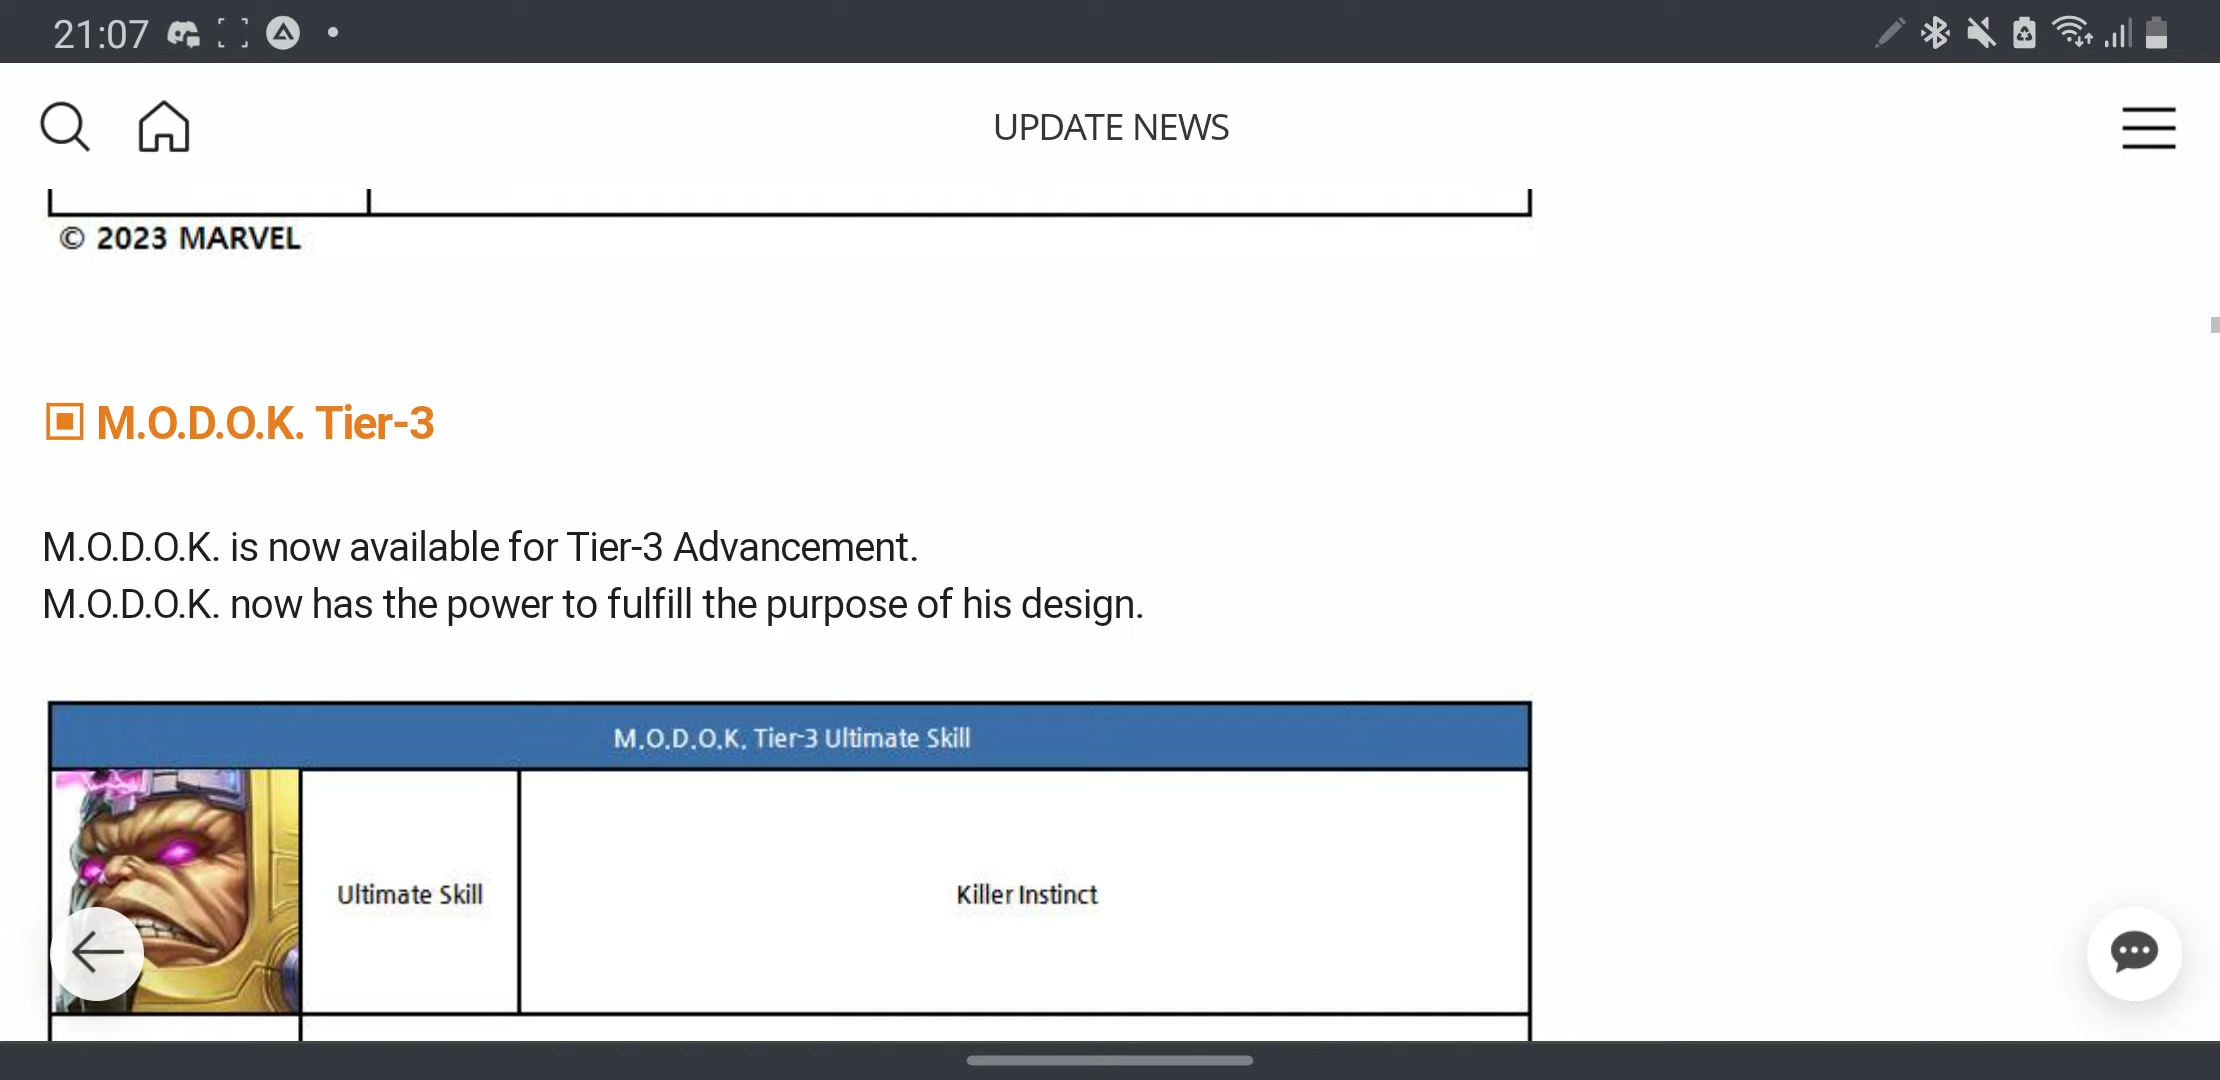 21:07
UPDATE NEWS
© 2023 MARVEL
M.O.D.O.K. Tier-3
M.O.D.O.K. is now available for Tier-3 Advancement.
M.O.D.O.K. now has the power to fulfill the purpose of his design.
M.O.D.O.K. Tier-3 Ultimate Skill
Ultimate Skill
Killer Instinct